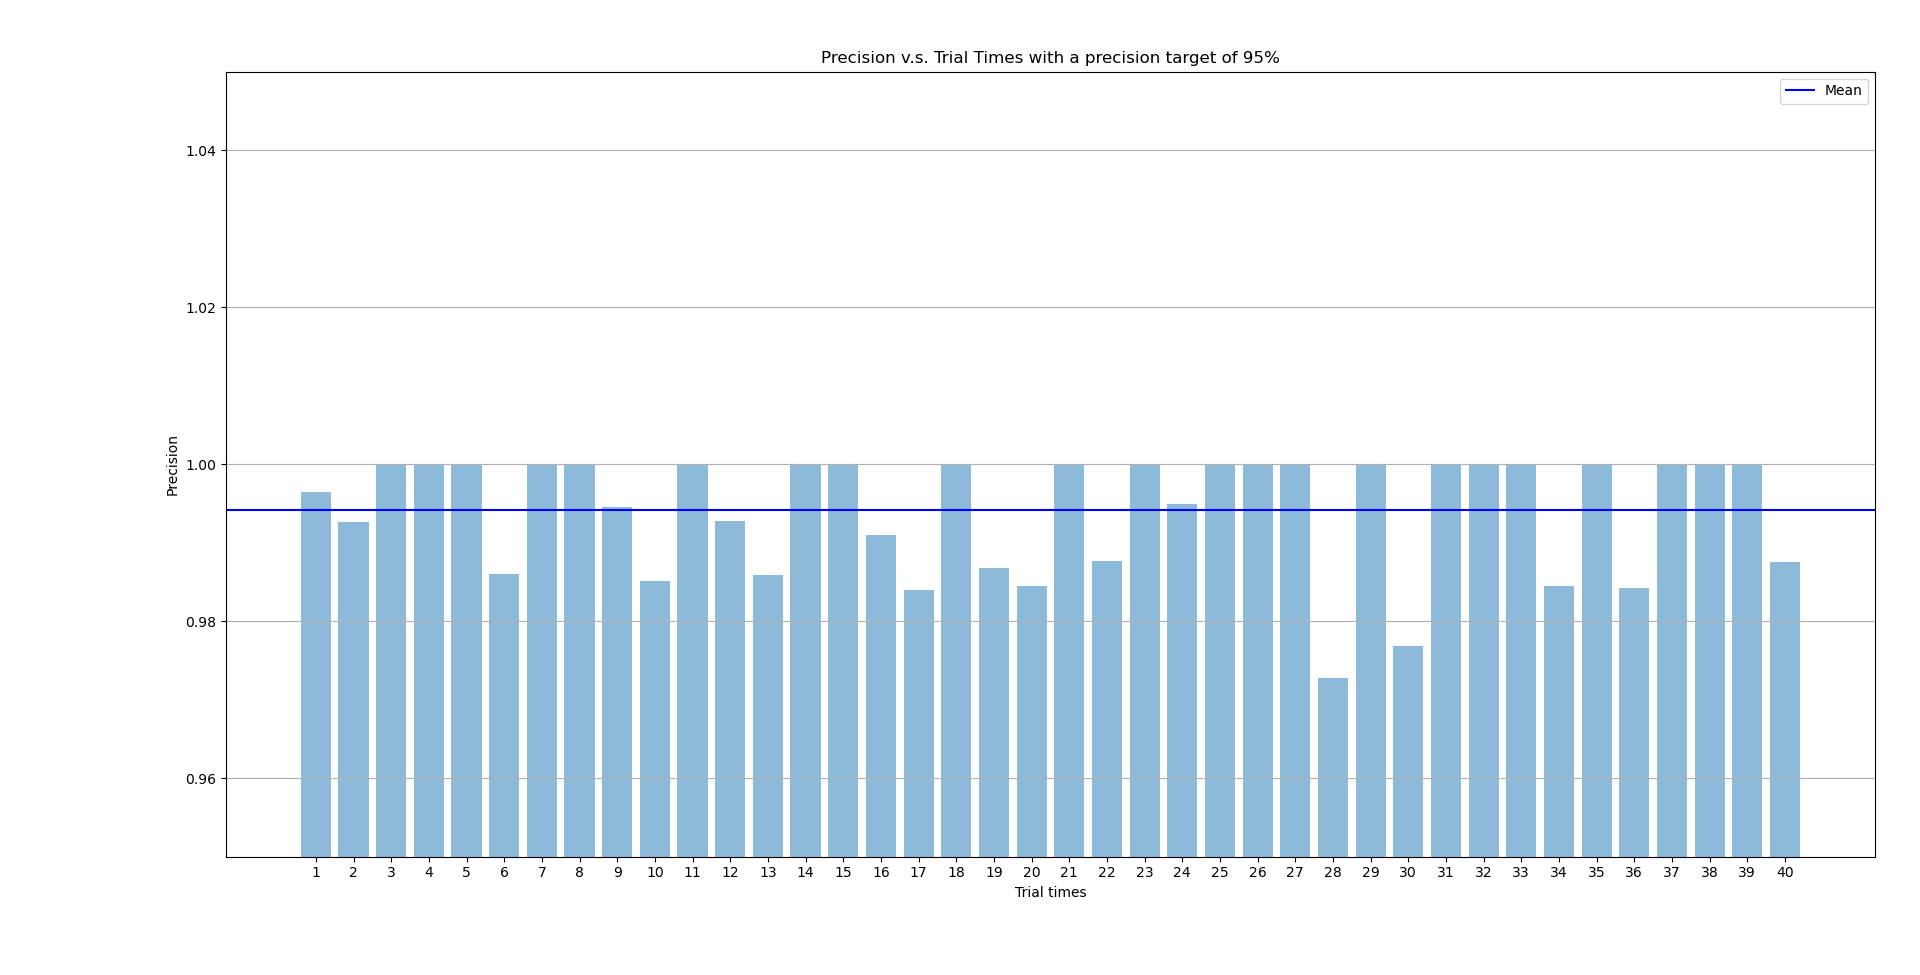 Precision v.s. Trial Times with a precision target of 95%
Mean
1.04
1.02
1.00
0.98
0.96
Precision
1 2 3 4 5 6 7 8 9 10 11 12 13 14 15 16 17 18 19 20 21 22 23 24 25 26 27 28 29 30 31 32 33 34 35 36 37 38 39 40
Trial times